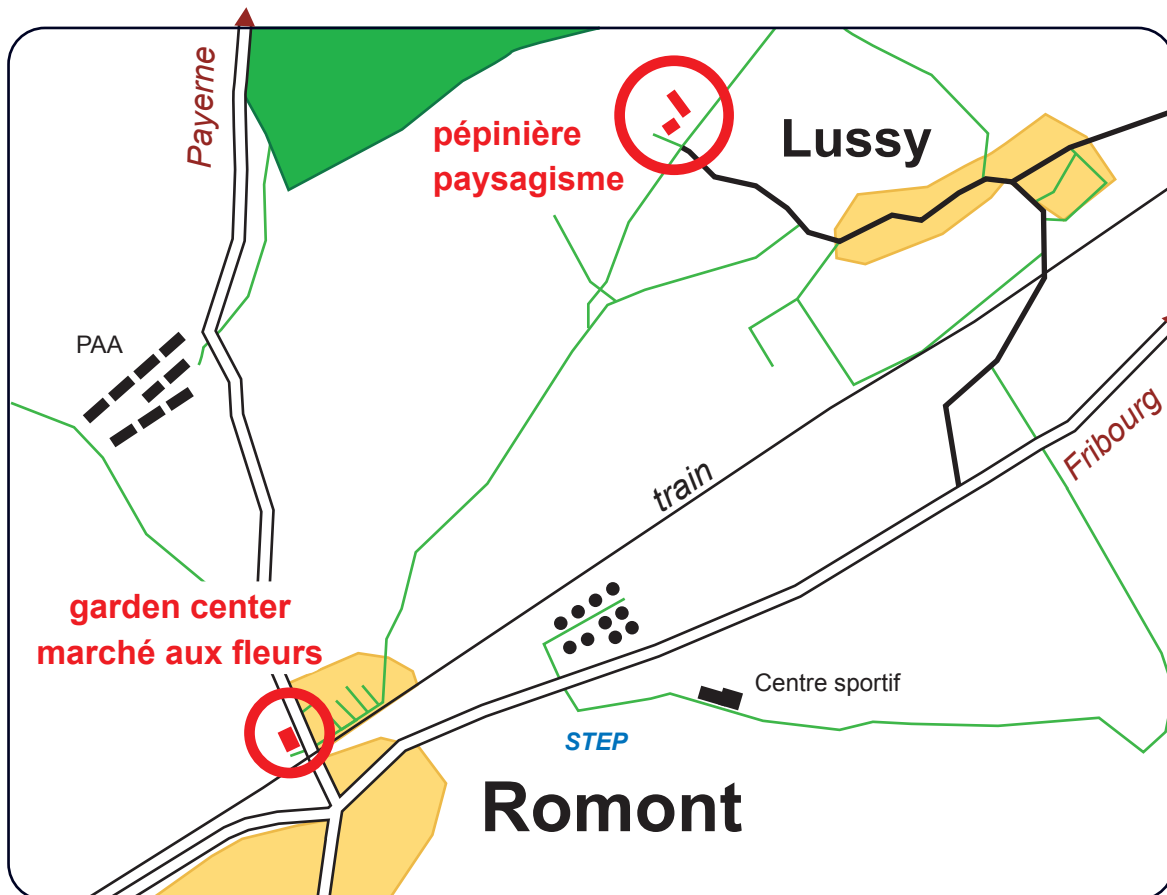 Payerne
pépinière
paysagisme
Lussy
PAA
Fribourg
train
garden center
marché aux fleurs
Centre sportif
STEP
Romont